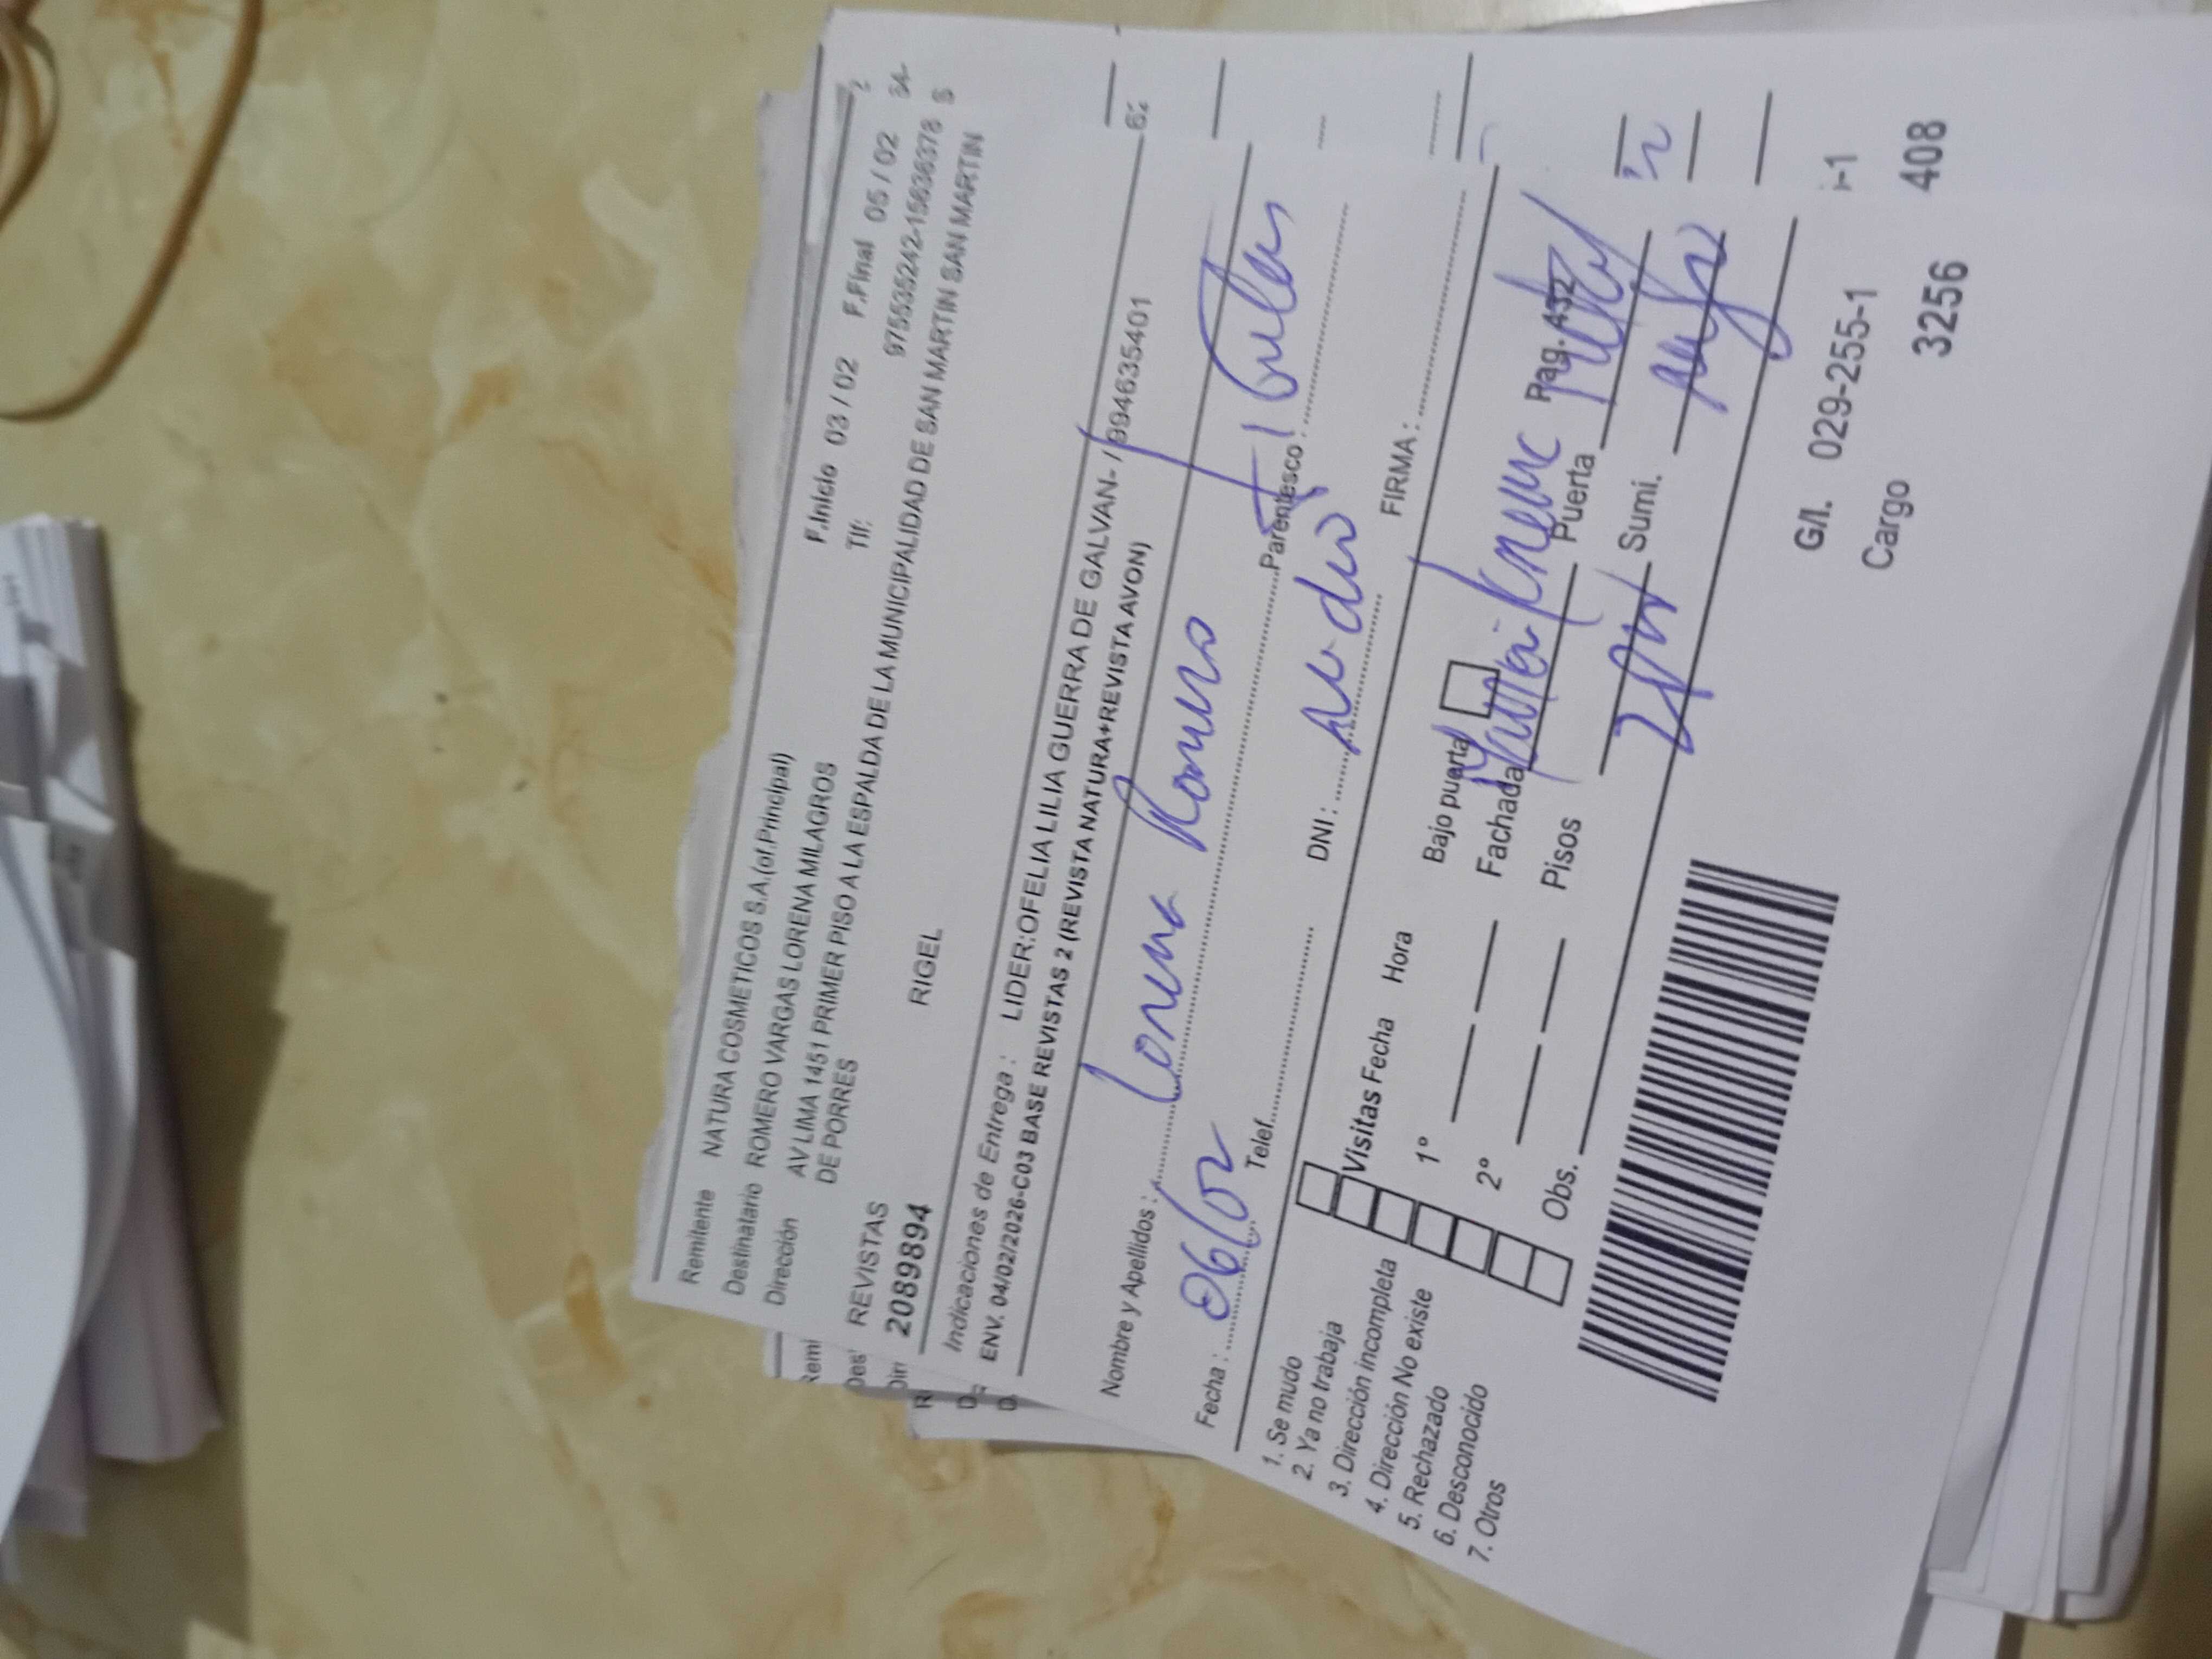 Remitente NATURA COSMETICOS S.A.(of.Principal)
Destinatario ROMERO VARGAS LORENA MILAGROS F.Inicio 03 / 02 F.Final 05 / 02
Dirección AV LIMA 1451 PRIMER PISO A LA ESPALDA DE LA MUNICIPALIDAD DE SAN MARTIN SAN MARTIN
DE PORRES
Tlf: 975535242-156363378
REVISTAS RIGEL
2089894
Indicaciones de Entrega : LIDER:OFELIA LILIA GUERRA DE GALVAN- / 994635401
ENV. 04/02/2026-C03 BASE REVISTAS 2 (REVISTA NATURA+REVISTA AVON)
Nombre y Apellidos : Lorena Romero
Parentesco :
Fecha : 06/02 Telef. DNI : FIRMA :
1. Se mudo
2. Ya no trabaja
3. Dirección incompleta
4. Dirección No existe
5. Rechazado
6. Desconocido
7. Otros
Visitas Fecha Hora
1°
2°
Obs.
Bajo puerta Pag. 432
Fachada Puerta
Pisos Sumi.
G/I. 029-255-1
Cargo 3256
408